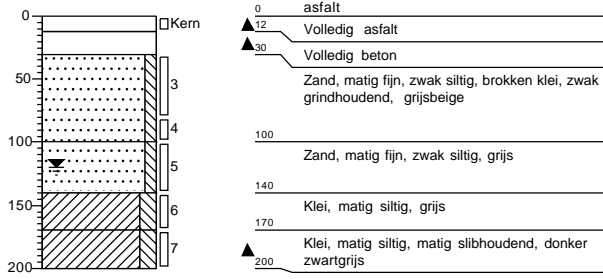 0
Kern
50
3
4
100
5
150
6
7
200
0 asfalt
12 Volledig asfalt
30 Volledig beton
Zand, matig fijn, zwak siltig, brokken klei, zwak
grindhoudend, grijsbeige
100
Zand, matig fijn, zwak siltig, grijs
140
Klei, matig siltig, grijs
170
Klei, matig siltig, matig slibhoudend, donker
zwartgrijs
200